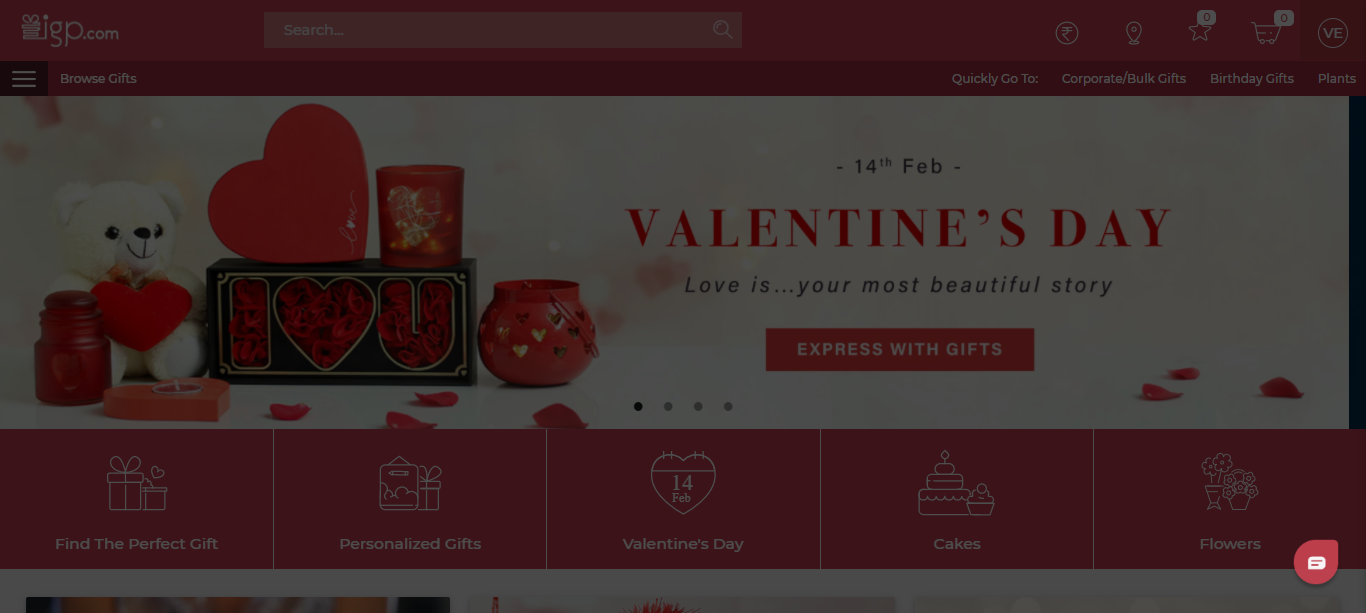 igp.com
Search...
0
0
VE
Browse Gifts
Quickly Go To:
Corporate/Bulk Gifts
Birthday Gifts
Plants
- 14th Feb -
VALENTINE'S DAY
Love is...your most beautiful story
EXPRESS WITH GIFTS
love
I U
14
Feb
Find The Perfect Gift
Personalized Gifts
Valentine's Day
Cakes
Flowers